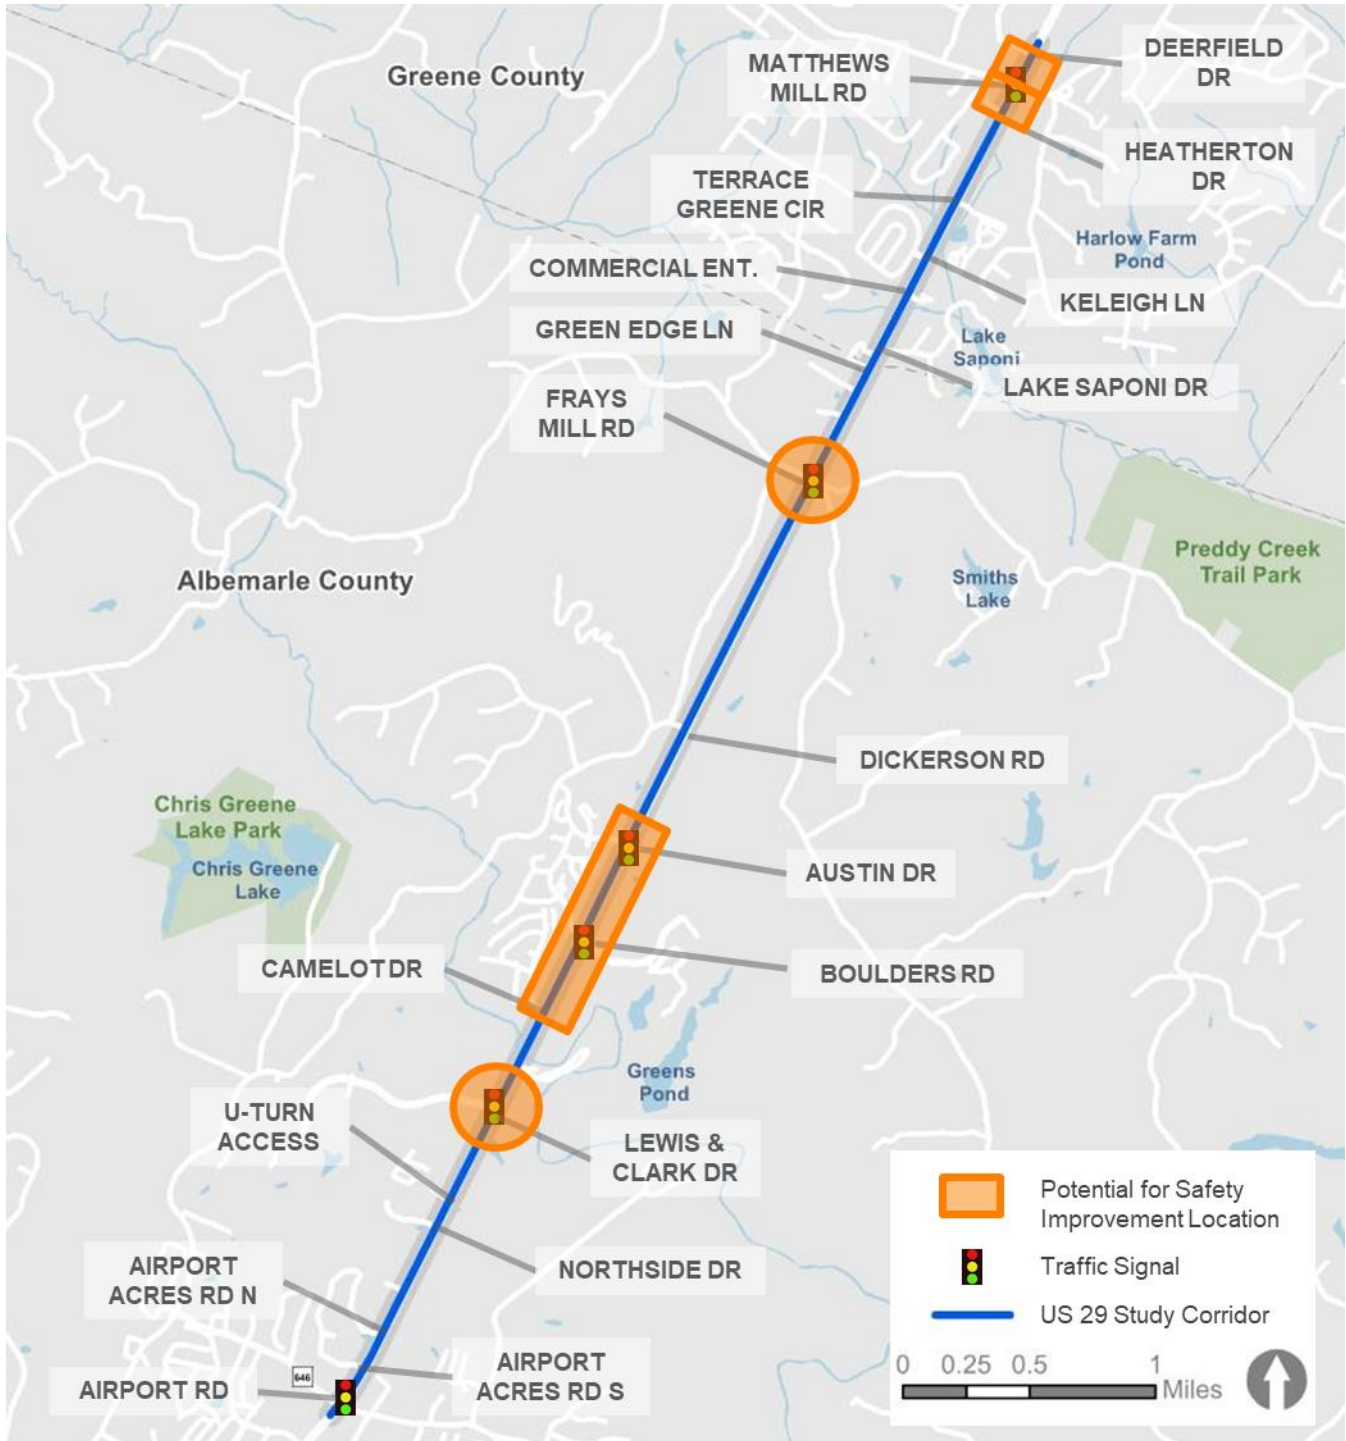 Greene County
MATTHEWS
MILL RD
DEERFIELD
DR
HEATHERTON
DR
TERRACE
GREENE CIR
Harlow Farm
Pond
COMMERCIAL ENT.
KELEIGH LN
GREEN EDGE LN
Lake
Saponi
LAKE SAPONI DR
FRAYS
MILL RD
Preddy Creek
Trail Park
Albemarle County
Smiths
Lake
DICKERSON RD
Chris Greene
Lake Park
Chris Greene
Lake
AUSTIN DR
CAMELOT DR
BOULDERS RD
Greens
Pond
U-TURN
ACCESS
LEWIS &
CLARK DR
NORTHSIDE DR
AIRPORT
ACRES RD N
AIRPORT
ACRES RD S
646
AIRPORT RD
Potential for Safety
Improvement Location
Traffic Signal
US 29 Study Corridor
0 0.25 0.5 1
Miles